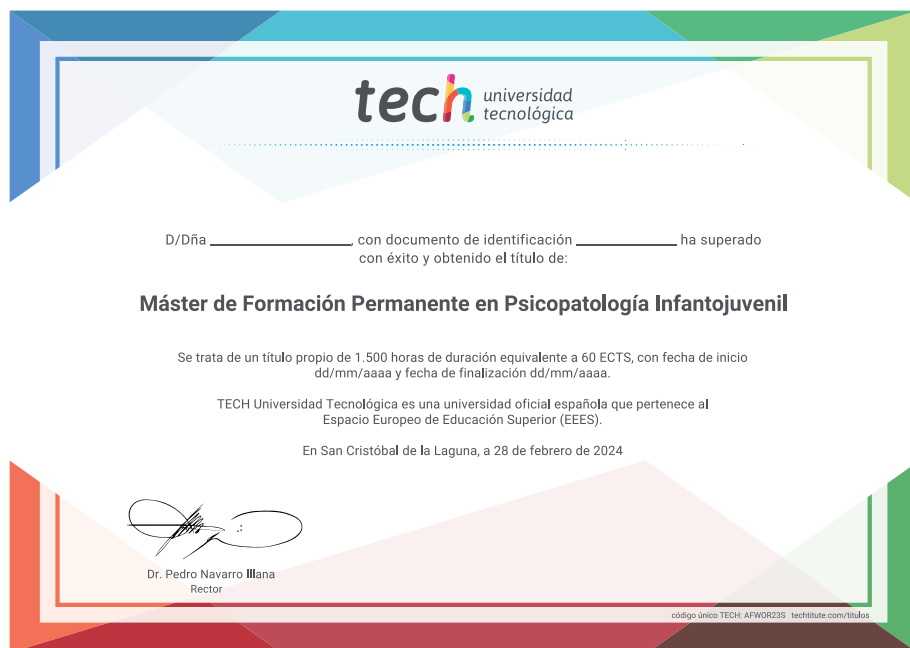 tech universidad
tecnológica
D/Dña ______________, con documento de identificación __________ ha superado
con éxito y obtenido el título de:
Máster de Formación Permanente en Psicopatología Infantojuvenil
Se trata de un título propio de 1.500 horas de duración equivalente a 60 ECTS, con fecha de inicio
dd/mm/aaaa y fecha de finalización dd/mm/aaaa.
TECH Universidad Tecnológica es una universidad oficial española que pertenece al
Espacio Europeo de Educación Superior (EEES).
En San Cristóbal de la Laguna, a 28 de febrero de 2024
Dr. Pedro Navarro Illana
Rector
código único TECH: AFWOR23S techtitute.com/titulos